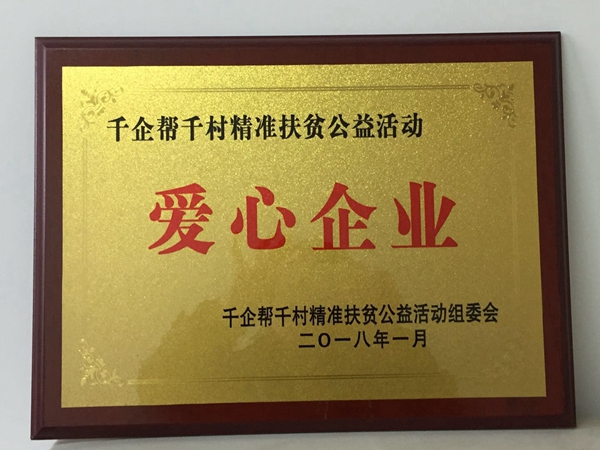 千企帮千村精准扶贫公益活动
爱心企业
千企帮千村精准扶贫公益活动组委会
二〇一八年一月